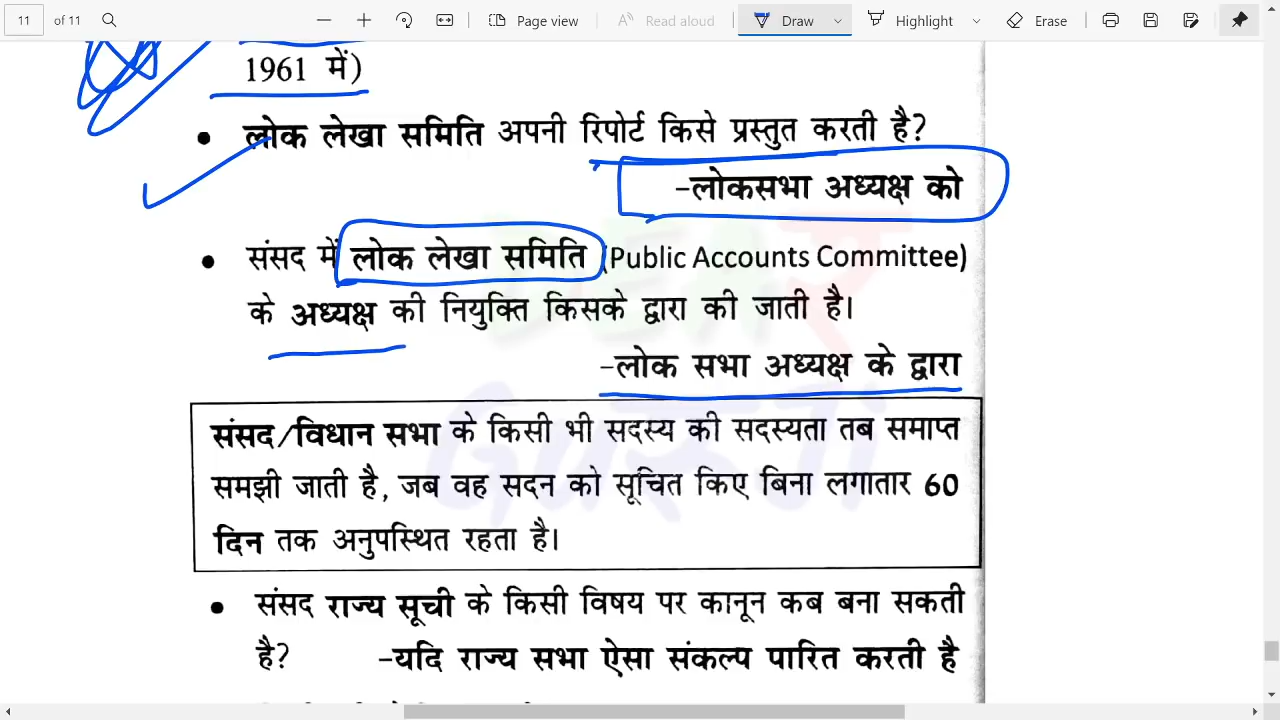 11 of 11 Page view Read aloud Draw Highlight Erase
1961 में)
• लोक लेखा समिति अपनी रिपोर्ट किसे प्रस्तुत करती है?
-लोकसभा अध्यक्ष को
• संसद में लोक लेखा समिति (Public Accounts Committee)
के अध्यक्ष की नियुक्ति किसके द्वारा की जाती है।
-लोक सभा अध्यक्ष के द्वारा
संसद/विधान सभा के किसी भी सदस्य की सदस्यता तब समाप्त
समझी जाती है, जब वह सदन को सूचित किए बिना लगातार 60
दिन तक अनुपस्थित रहता है।
• संसद राज्य सूची के किसी विषय पर कानून कब बना सकती
है? -यदि राज्य सभा ऐसा संकल्प पारित करती है